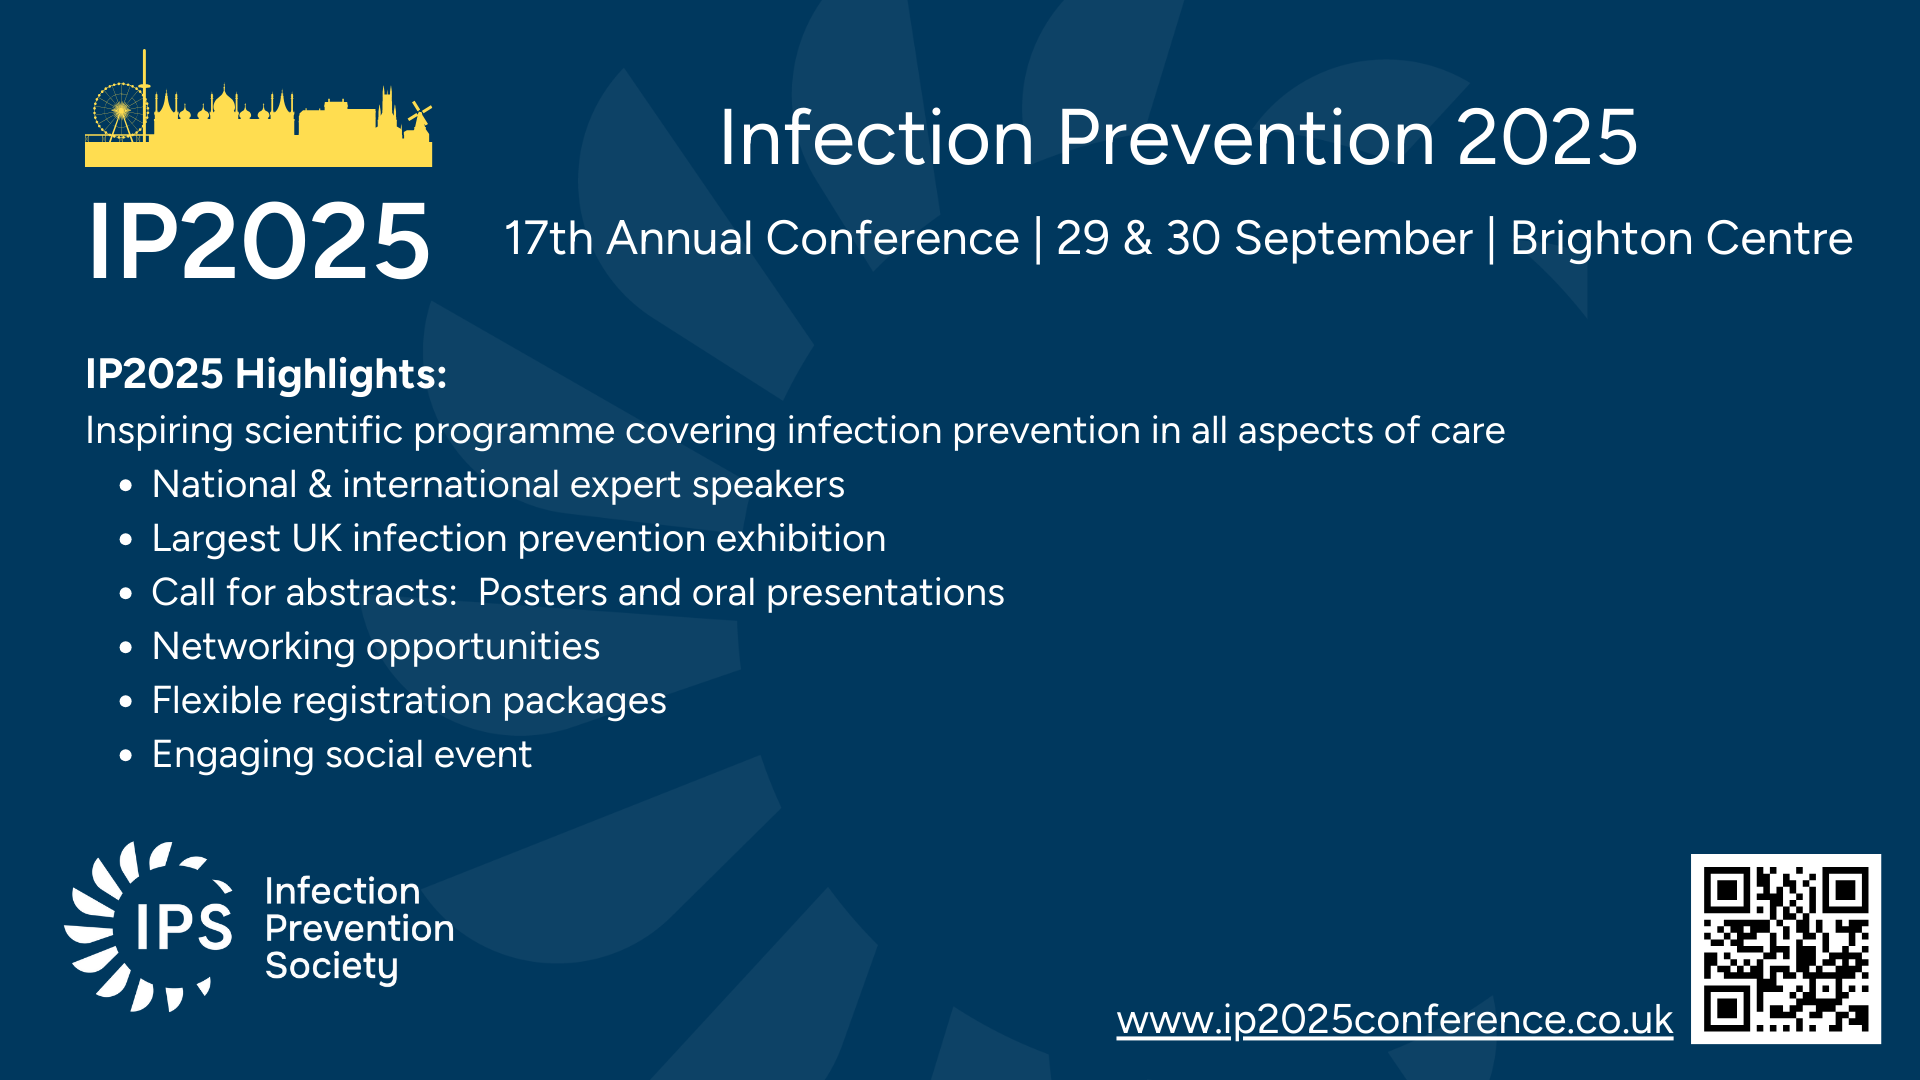 IP2025
Infection Prevention 2025
17th Annual Conference | 29 & 30 September | Brighton Centre
IP2025 Highlights:
Inspiring scientific programme covering infection prevention in all aspects of care
• National & international expert speakers
• Largest UK infection prevention exhibition
• Call for abstracts:  Posters and oral presentations
• Networking opportunities
• Flexible registration packages
• Engaging social event
IPS
Infection
Prevention
Society
www.ip2025conference.co.uk